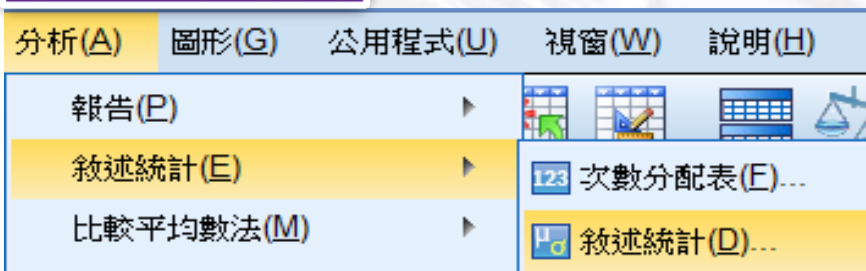 分析(A) 圖形(G) 公用程式(U) 視窗(W) 說明(H)
報告(P)
敘述統計(E)
123 次數分配表(F)...
比較平均數法(M)
μσ 敘述統計(D)...